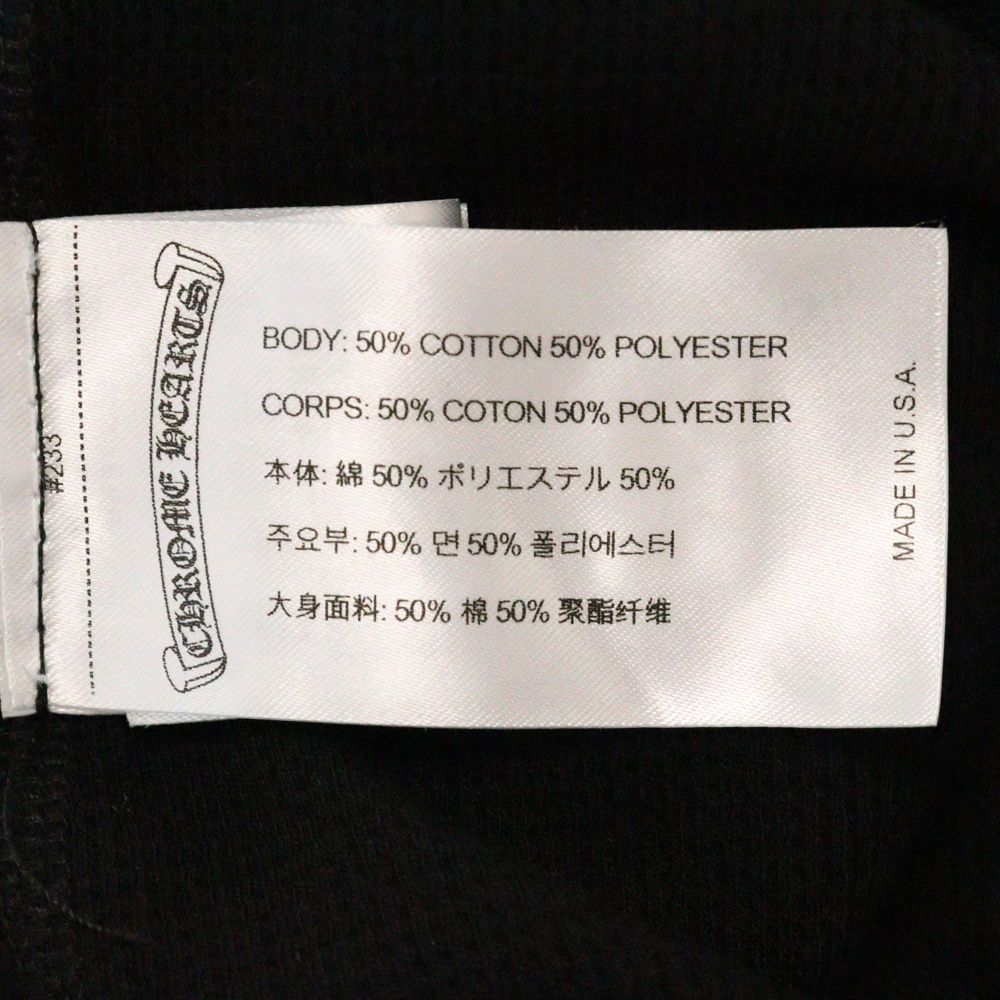 #233
CHROME HEARTS
BODY: 50% COTTON 50% POLYESTER
CORPS: 50% COTON 50% POLYESTER
本体: 綿 50% ポリエステル 50%
주요부: 50% 면 50% 폴리에스터
大身面料: 50% 棉 50% 聚酯纤维
MADE IN U.S.A.